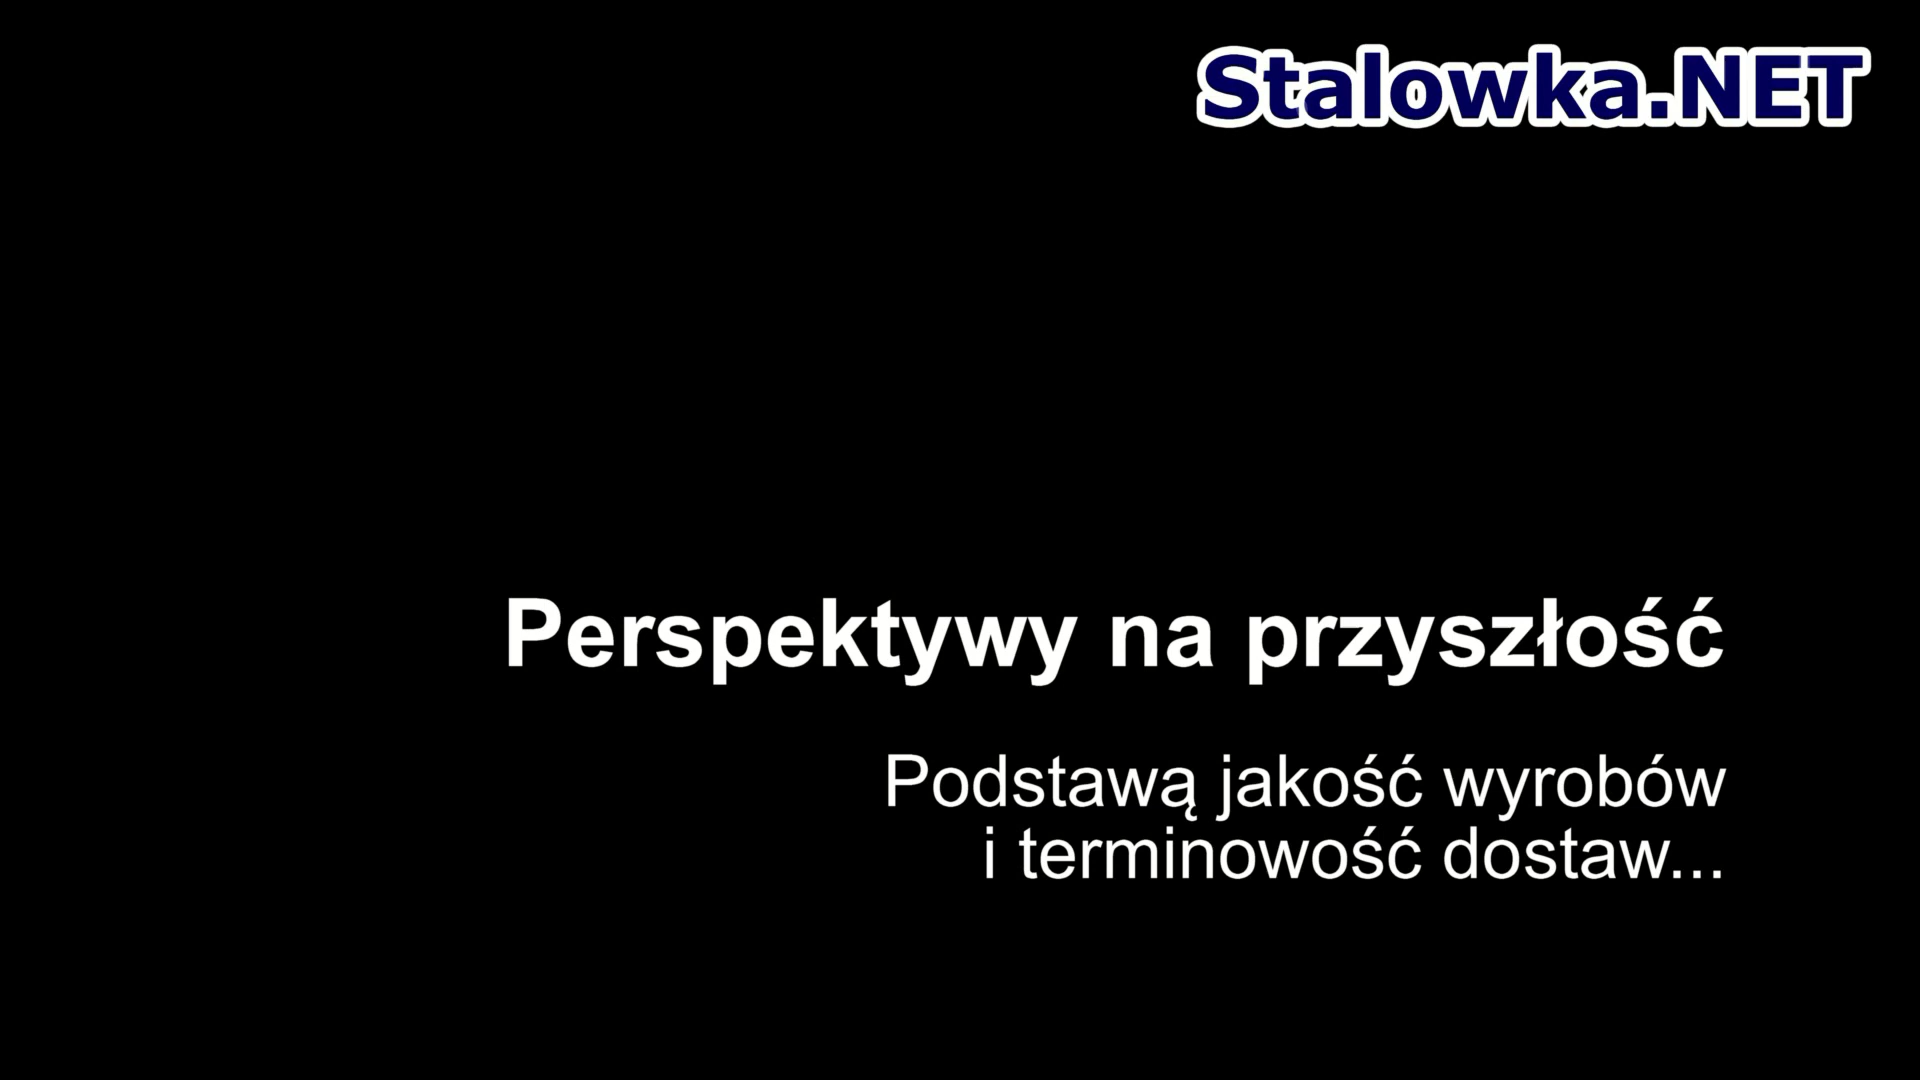 Stalowka.NET
Perspektywy na przyszłość
Podstawą jakość wyrobów
i terminowość dostaw...